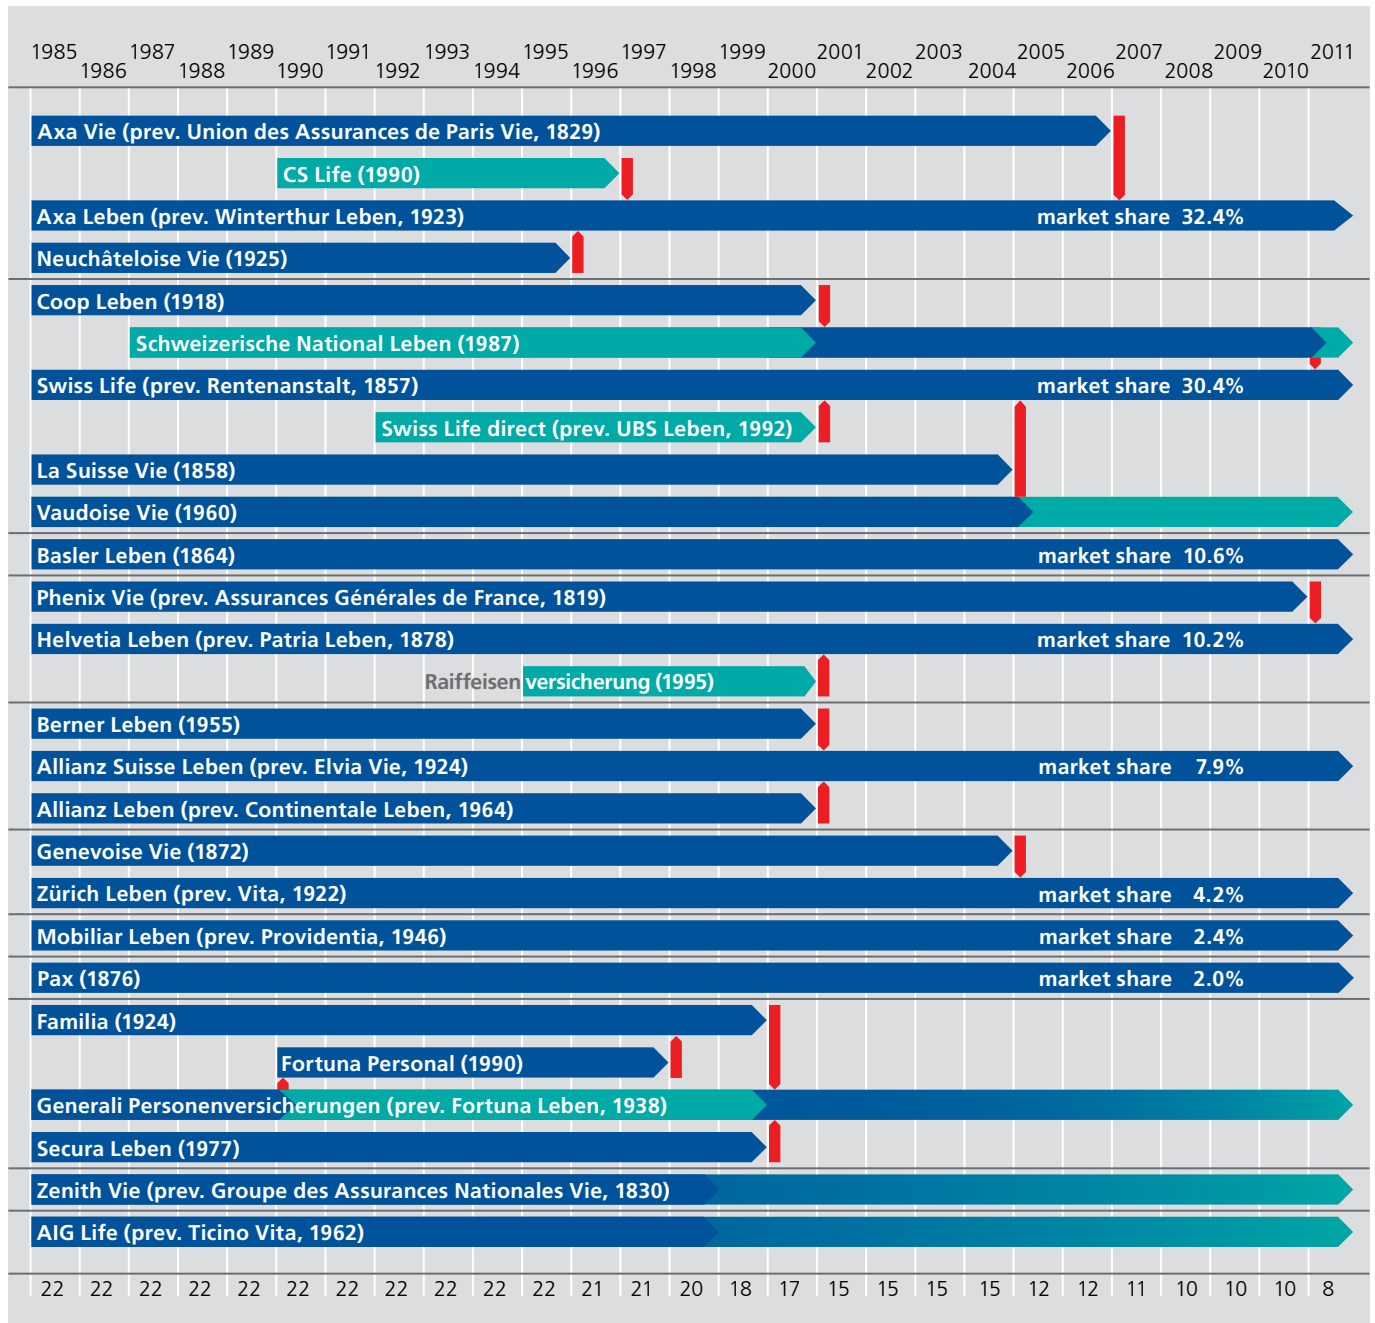 1985 1987 1989 1991 1993 1995 1997 1999 2001 2003 2005 2007 2009 2011
1986 1988 1990 1992 1994 1996 1998 2000 2002 2004 2006 2008 2010
Axa Vie (prev. Union des Assurances de Paris Vie, 1829)
CS Life (1990)
Axa Leben (prev. Winterthur Leben, 1923) market share 32.4%
Neuchâteloise Vie (1925)
Coop Leben (1918)
Schweizerische National Leben (1987)
Swiss Life (prev. Rentenanstalt, 1857) market share 30.4%
Swiss Life direct (prev. UBS Leben, 1992)
La Suisse Vie (1858)
Vaudoise Vie (1960)
Basler Leben (1864) market share 10.6%
Phenix Vie (prev. Assurances Générales de France, 1819)
Helvetia Leben (prev. Patria Leben, 1878) market share 10.2%
Raiffeisenversicherung (1995)
Berner Leben (1955)
Allianz Suisse Leben (prev. Elvia Vie, 1924) market share 7.9%
Allianz Leben (prev. Continentale Leben, 1964)
Genevoise Vie (1872)
Zürich Leben (prev. Vita, 1922) market share 4.2%
Mobiliar Leben (prev. Providentia, 1946) market share 2.4%
Pax (1876) market share 2.0%
Familia (1924)
Fortuna Personal (1990)
Generali Personenversicherungen (prev. Fortuna Leben, 1938)
Secura Leben (1977)
Zenith Vie (prev. Groupe des Assurances Nationales Vie, 1830)
AIG Life (prev. Ticino Vita, 1962)
22 22 22 22 22 22 22 22 22 22 22 21 21 20 18 17 15 15 15 15 12 12 11 10 10 10 8